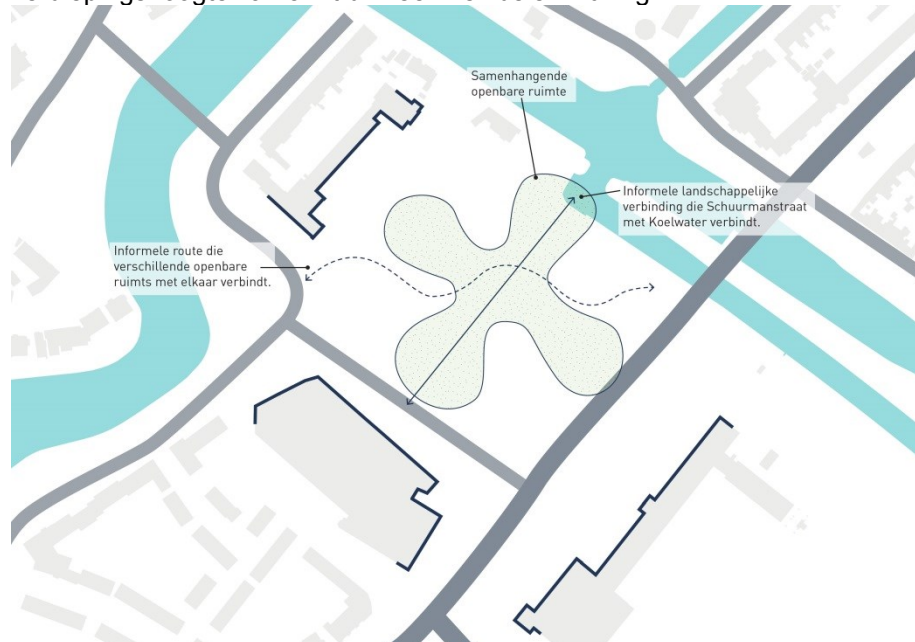 Samenhangende
openbare ruimte
Informele landschappelijke
verbinding die Schuurmanstraat
met Koelwater verbindt.
Informele route die
verschillende openbare
ruimts met elkaar verbindt.